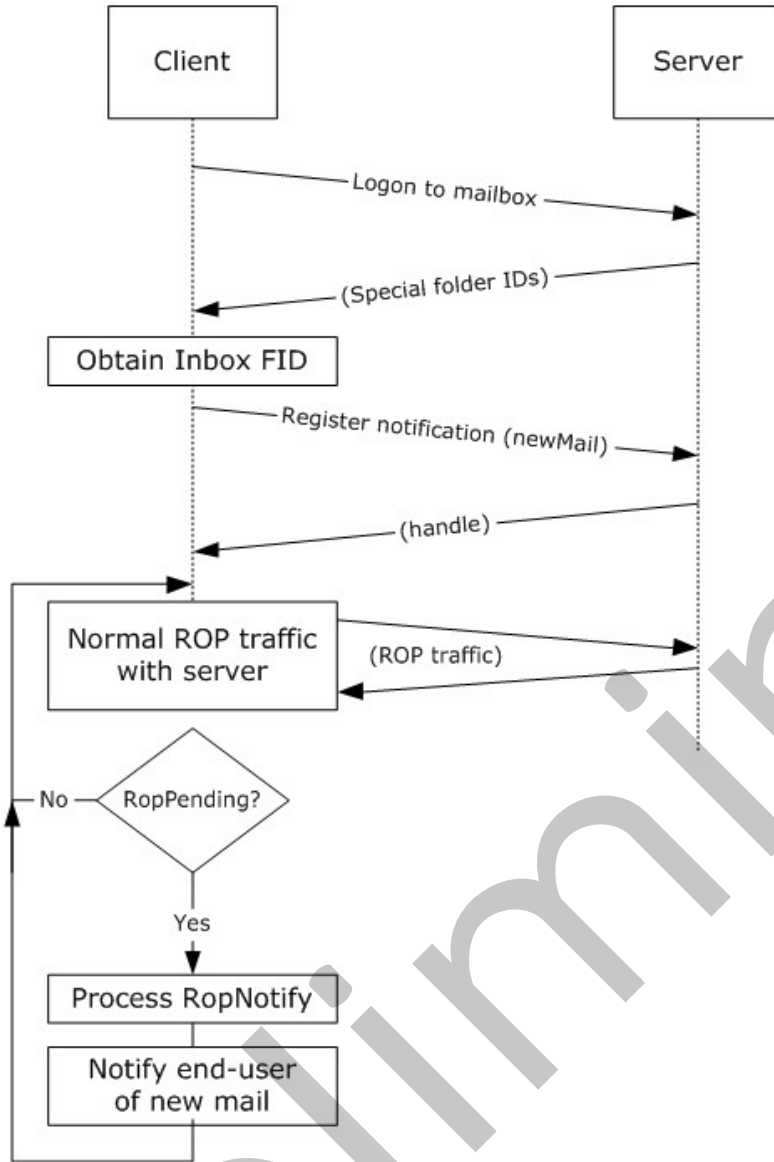 Client
Server
Logon to mailbox
(Special folder IDs)
Obtain Inbox FID
Register notification (newMail)
(handle)
Normal ROP traffic
with server
(ROP traffic)
RopPending?
No
Yes
Process RopNotify
Notify end-user
of new mail